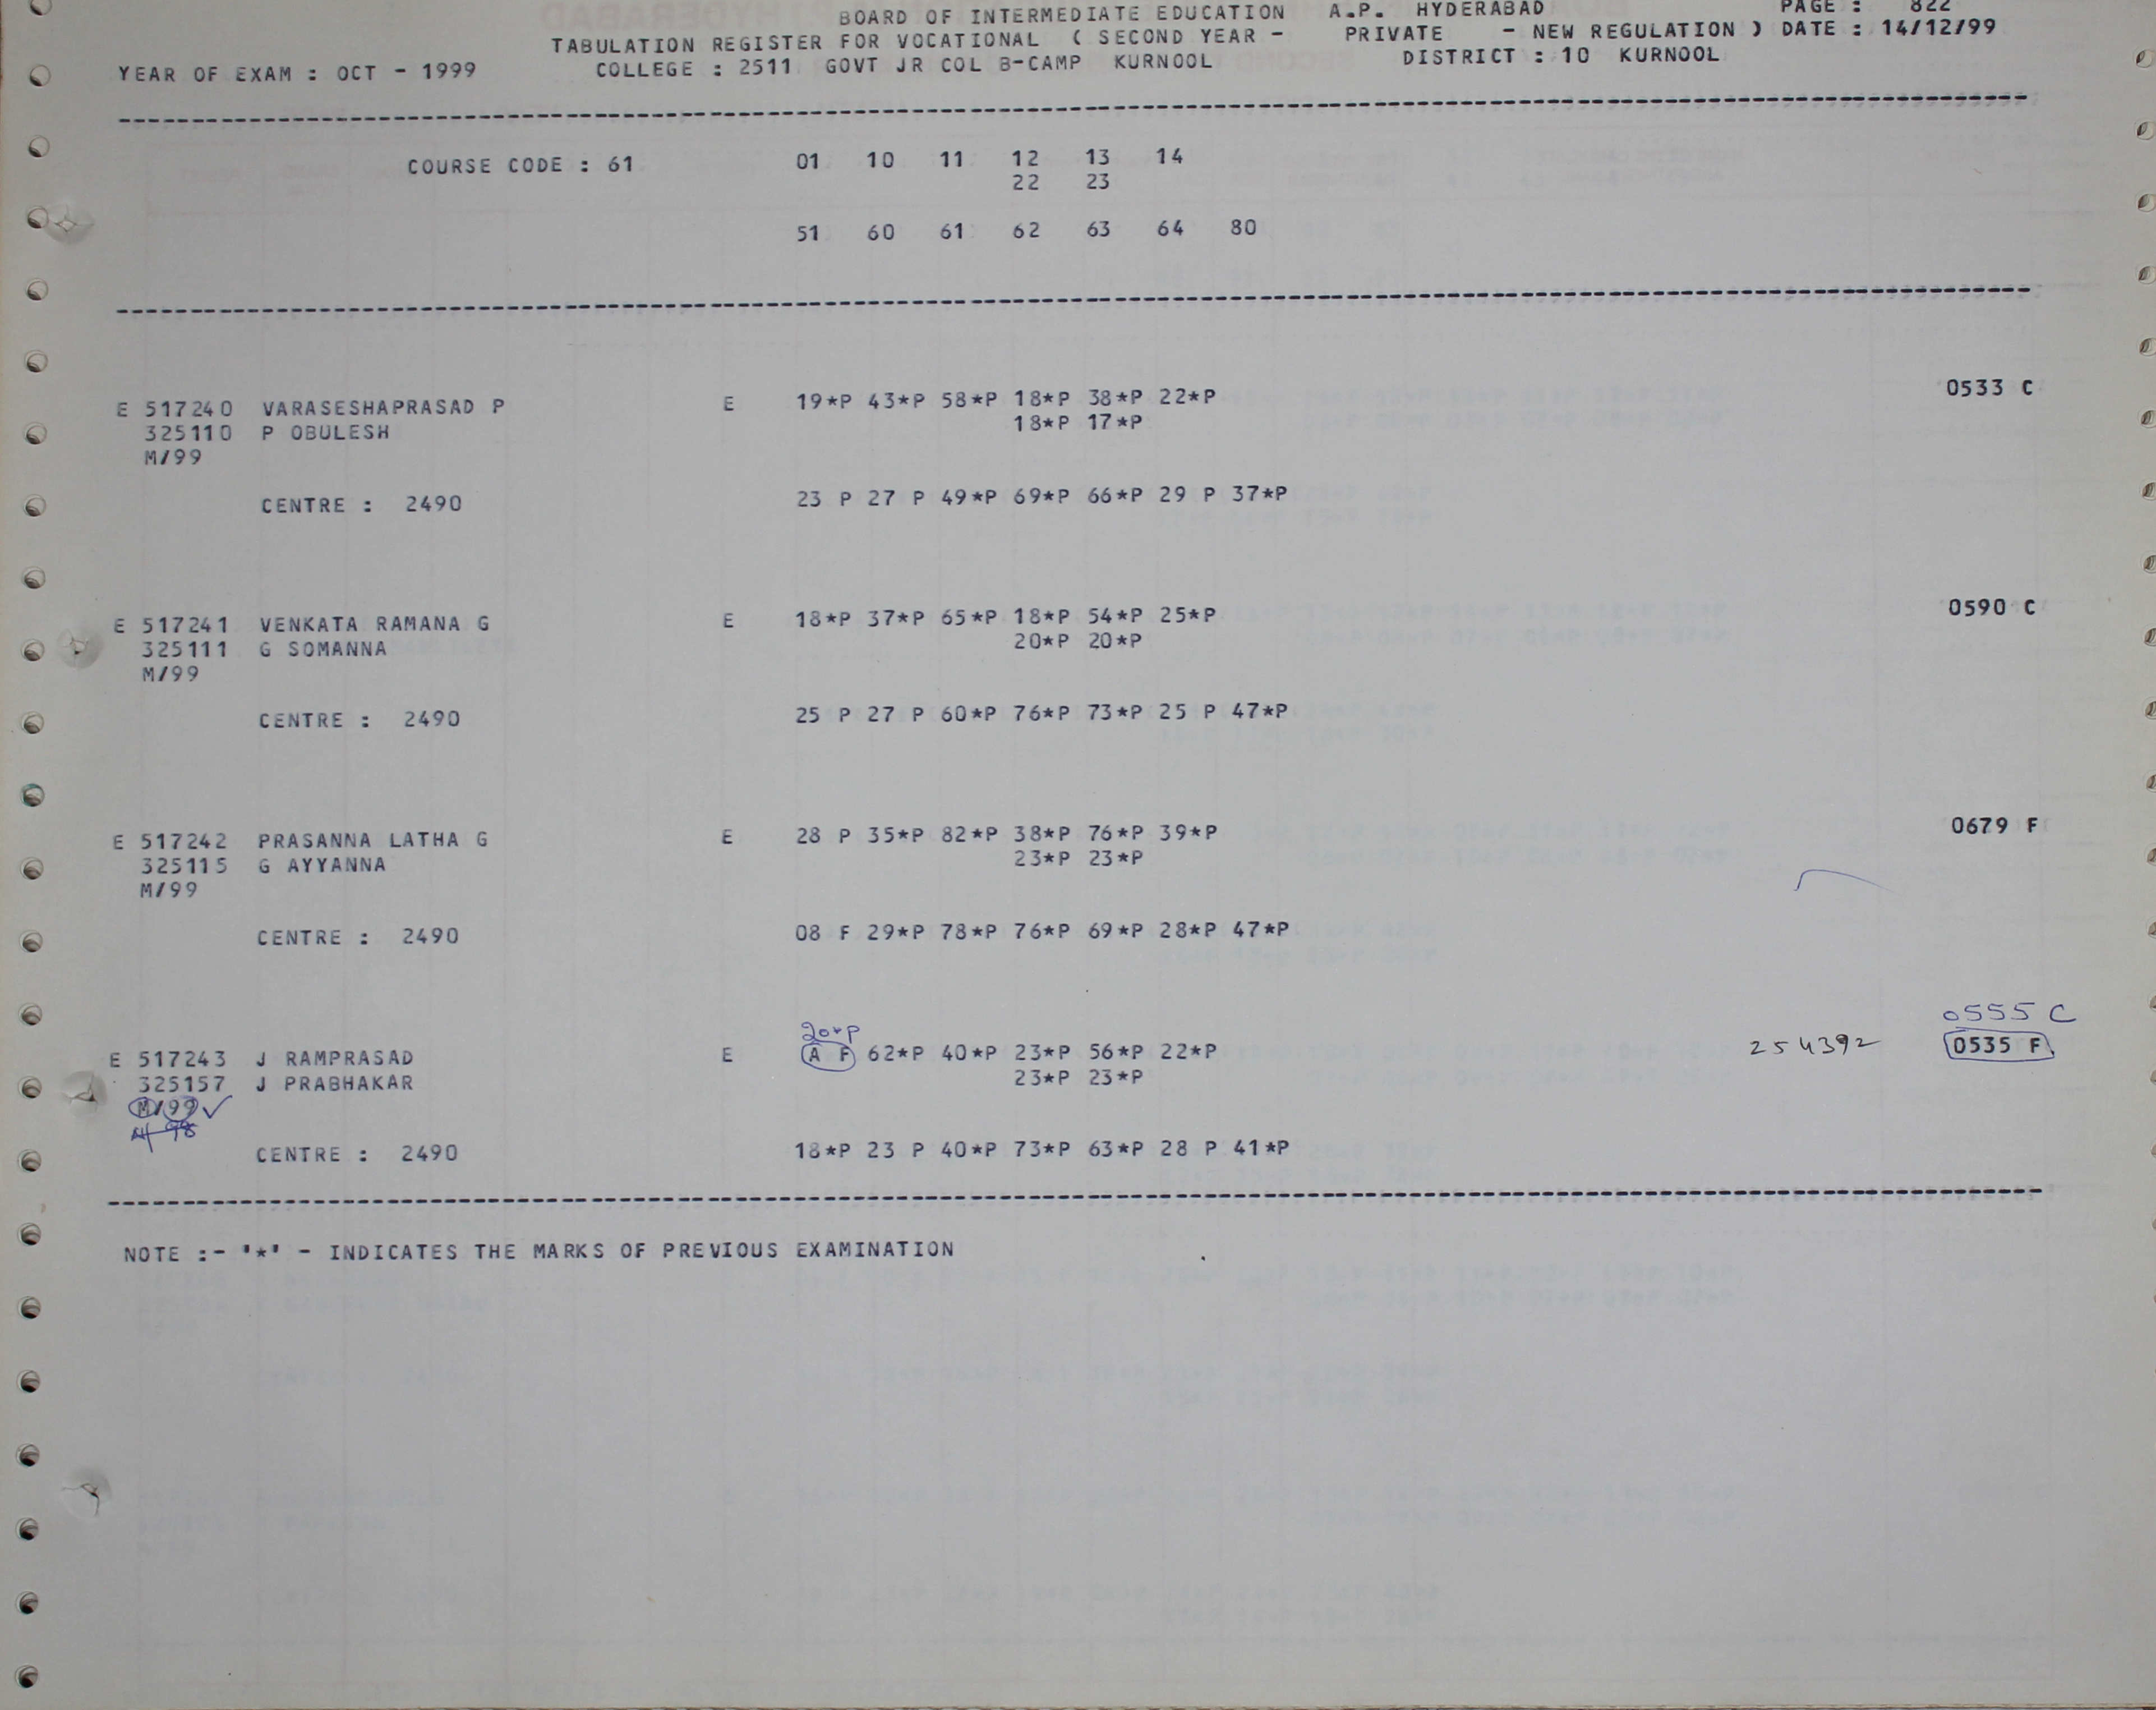 BOARD OF INTERMEDIATE EDUCATION A.P. HYDERABAD PAGE : 822
TABULATION REGISTER FOR VOCATIONAL ( SECOND YEAR - PRIVATE - NEW REGULATION ) DATE : 14/12/99
YEAR OF EXAM : OCT - 1999 COLLEGE : 2511 GOVT JR COL B-CAMP KURNOOL DISTRICT : 10 KURNOOL
COURSE CODE : 61 01 10 11 12 13 14
22 23
51 60 61 62 63 64 80
E 517240 VARASESHAPRASAD P E 19*P 43*P 58*P 18*P 38*P 22*P 0533 C
325110 P OBULESH 18*P 17*P
M/99
CENTRE : 2490 23 P 27 P 49*P 69*P 66*P 29 P 37*P
E 517241 VENKATA RAMANA G E 18*P 37*P 65*P 18*P 54*P 25*P 0590 C
325111 G SOMANNA 20*P 20*P
M/99
CENTRE : 2490 25 P 27 P 60*P 76*P 73*P 25 P 47*P
E 517242 PRASANNA LATHA G E 28 P 35*P 82*P 38*P 76*P 39*P 0679 F
325115 G AYYANNA 23*P 23*P
M/99
CENTRE : 2490 08 F 29*P 78*P 76*P 69*P 28*P 47*P
20*P 0555 C
E 517243 J RAMPRASAD E A F 62*P 40*P 23*P 56*P 22*P 254392 0535 F
325157 J PRABHAKAR 23*P 23*P
M/99
CENTRE : 2490 18*P 23 P 40*P 73*P 63*P 28 P 41*P
NOTE :- '*' - INDICATES THE MARKS OF PREVIOUS EXAMINATION